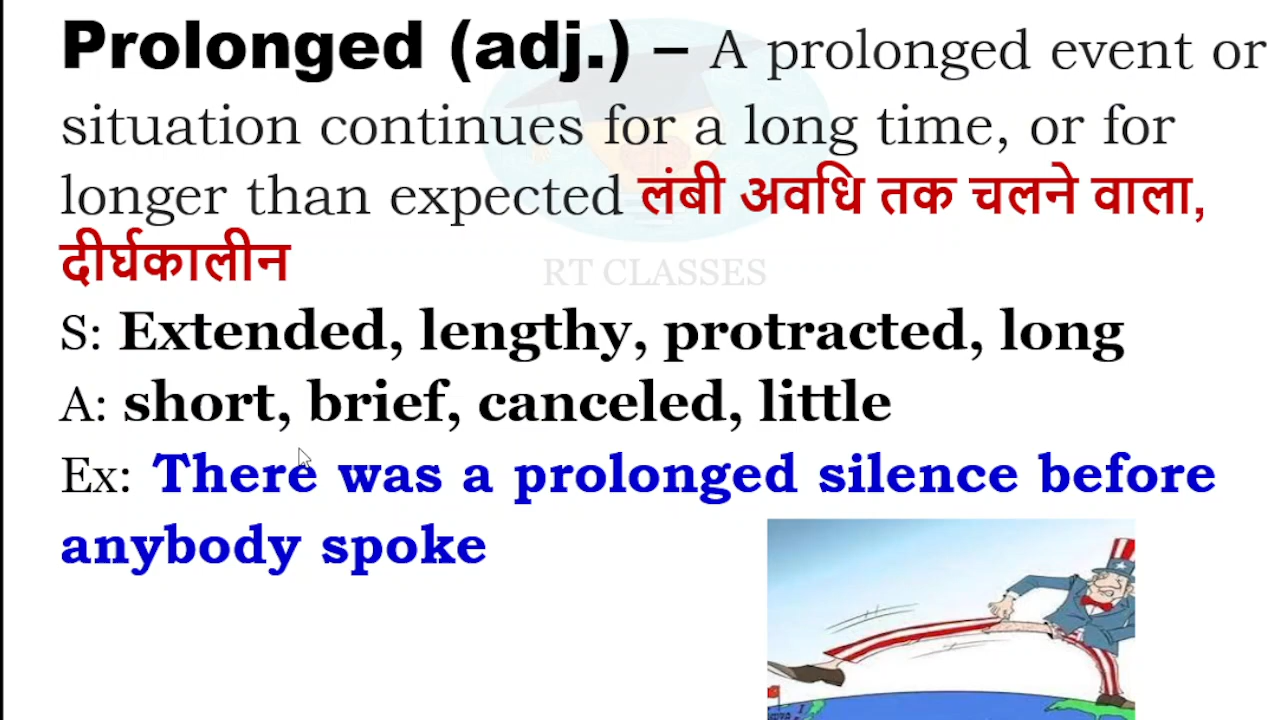 Prolonged (adj.) – A prolonged event or
situation continues for a long time, or for
longer than expected लंबी अवधि तक चलने वाला,
दीर्घकालीन
RT CLASSES
S: Extended, lengthy, protracted, long
A: short, brief, canceled, little
Ex: There was a prolonged silence before
anybody spoke